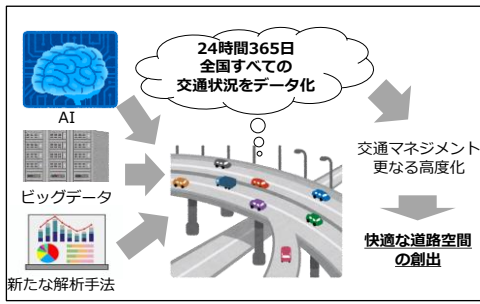 24時間365日
全国すべての
交通状況をデータ化
AI
ビッグデータ
新たな解析手法
交通マネジメント
更なる高度化
快適な道路空間
の創出